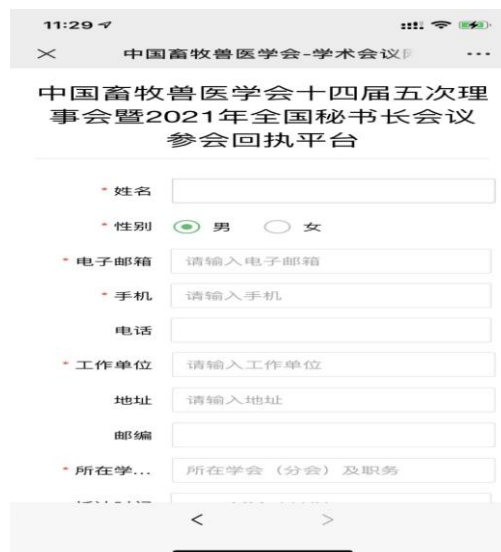 11:29
中国畜牧兽医学会-学术会议
中国畜牧兽医学会十四届五次理
事会暨2021年全国秘书长会议
参会回执平台
* 姓名
* 性别 男 女
* 电子邮箱 请输入电子邮箱
* 手机 请输入手机
电话
* 工作单位 请输入工作单位
地址 请输入地址
邮编
* 所在学... 所在学会（分会）及职务